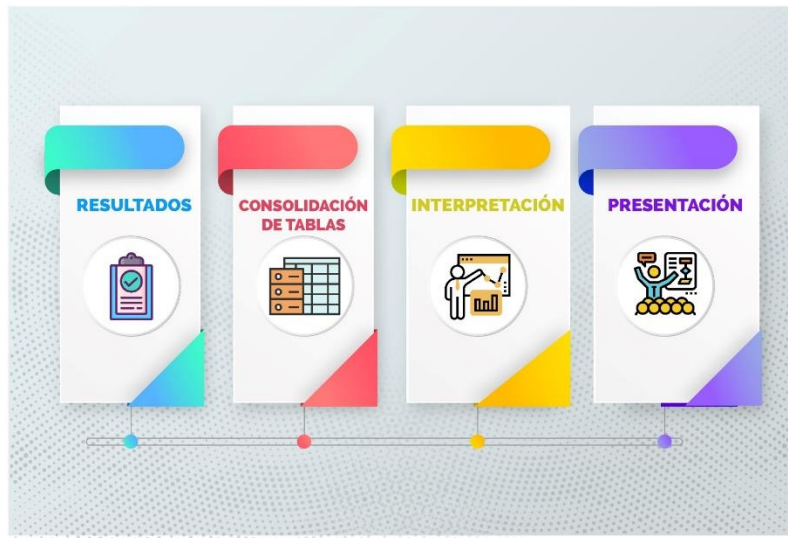 RESULTADOS
CONSOLIDACIÓN
DE TABLAS
INTERPRETACIÓN
PRESENTACIÓN